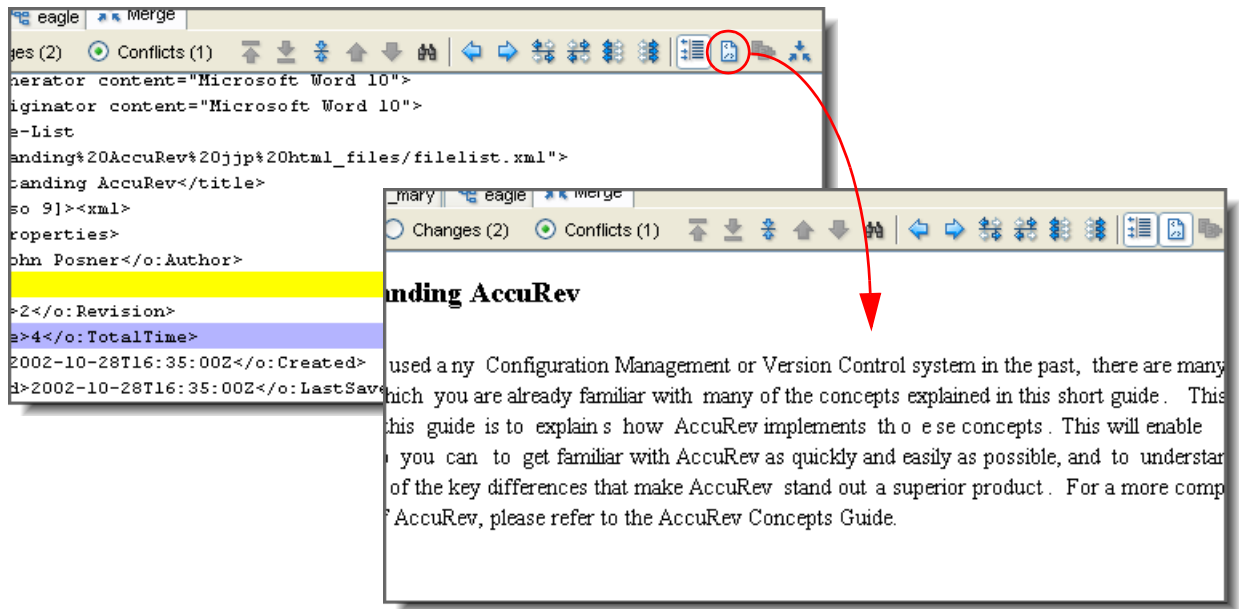 eagle Merge
ges (2) Conflicts (1)
nerator content="Microsoft Word 10">
iginator content="Microsoft Word 10">
e-List
anding%20AccuRev%20jjp%20html_files/filelist.xml">
tanding AccuRev</title>
so 9]><xml>
roperties>
ohn Posner</o:Author>
>2</o:Revision>
e>4</o:TotalTime>
2002-10-28T16:35:00Z</o:Created>
d>2002-10-28T16:35:00Z</o:LastSave
_mary eagle Merge
Changes (2) Conflicts (1)
anding AccuRev
used a ny Configuration Management or Version Control system in the past, there are many
hich you are already familiar with many of the concepts explained in this short guide . This
this guide is to explain s how AccuRev implements th o e se concepts . This will enable
you can to get familiar with AccuRev as quickly and easily as possible, and to understan
of the key differences that make AccuRev stand out a superior product . For a more comp
AccuRev, please refer to the AccuRev Concepts Guide.